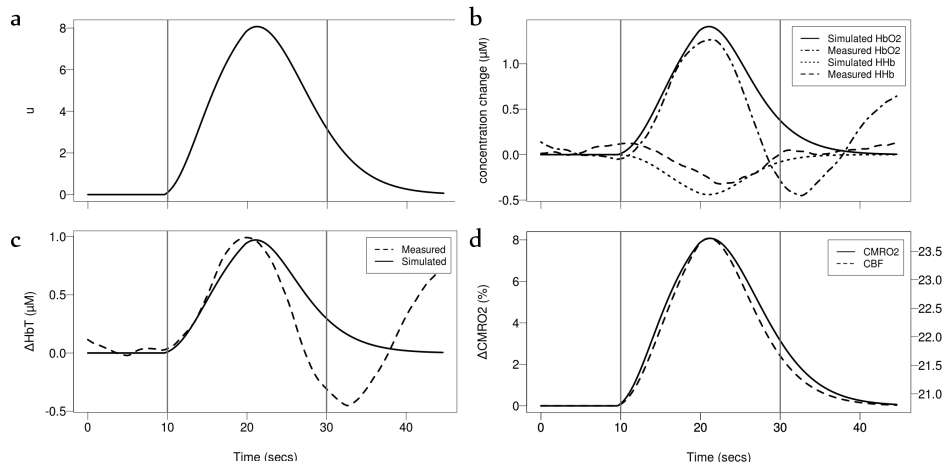 a
8
6
4
2
0
u
b
1.0
0.5
0.0
-0.5
concentration change (µM)
Simulated HbO2
Measured HbO2
Simulated HHb
Measured HHb
c
1.0
0.5
0.0
-0.5
ΔHbT (µM)
Measured
Simulated
0 10 20 30 40
Time (secs)
d
8
6
4
2
0
ΔCMRO2 (%)
CMRO2
CBF
23.5
23.0
22.5
22.0
21.5
21.0
0 10 20 30 40
Time (secs)